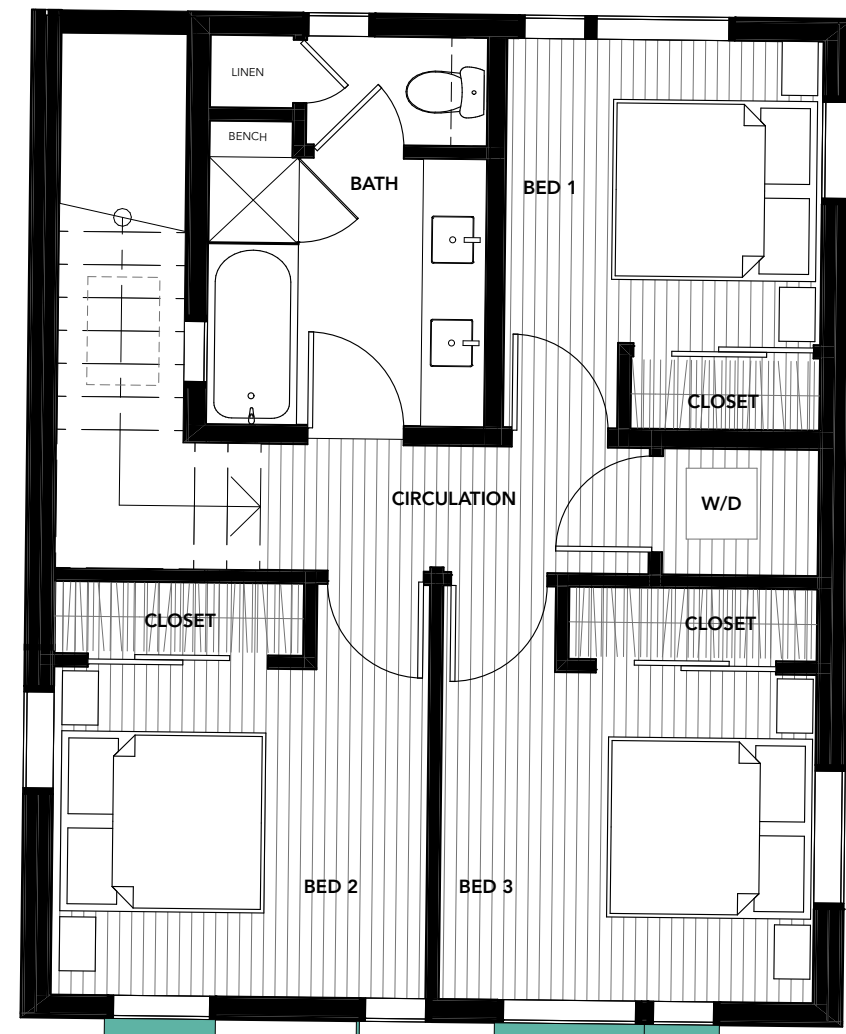 LINEN
BENCH
BATH
BED 1
CLOSET
CIRCULATION
W/D
CLOSET
CLOSET
BED 2
BED 3